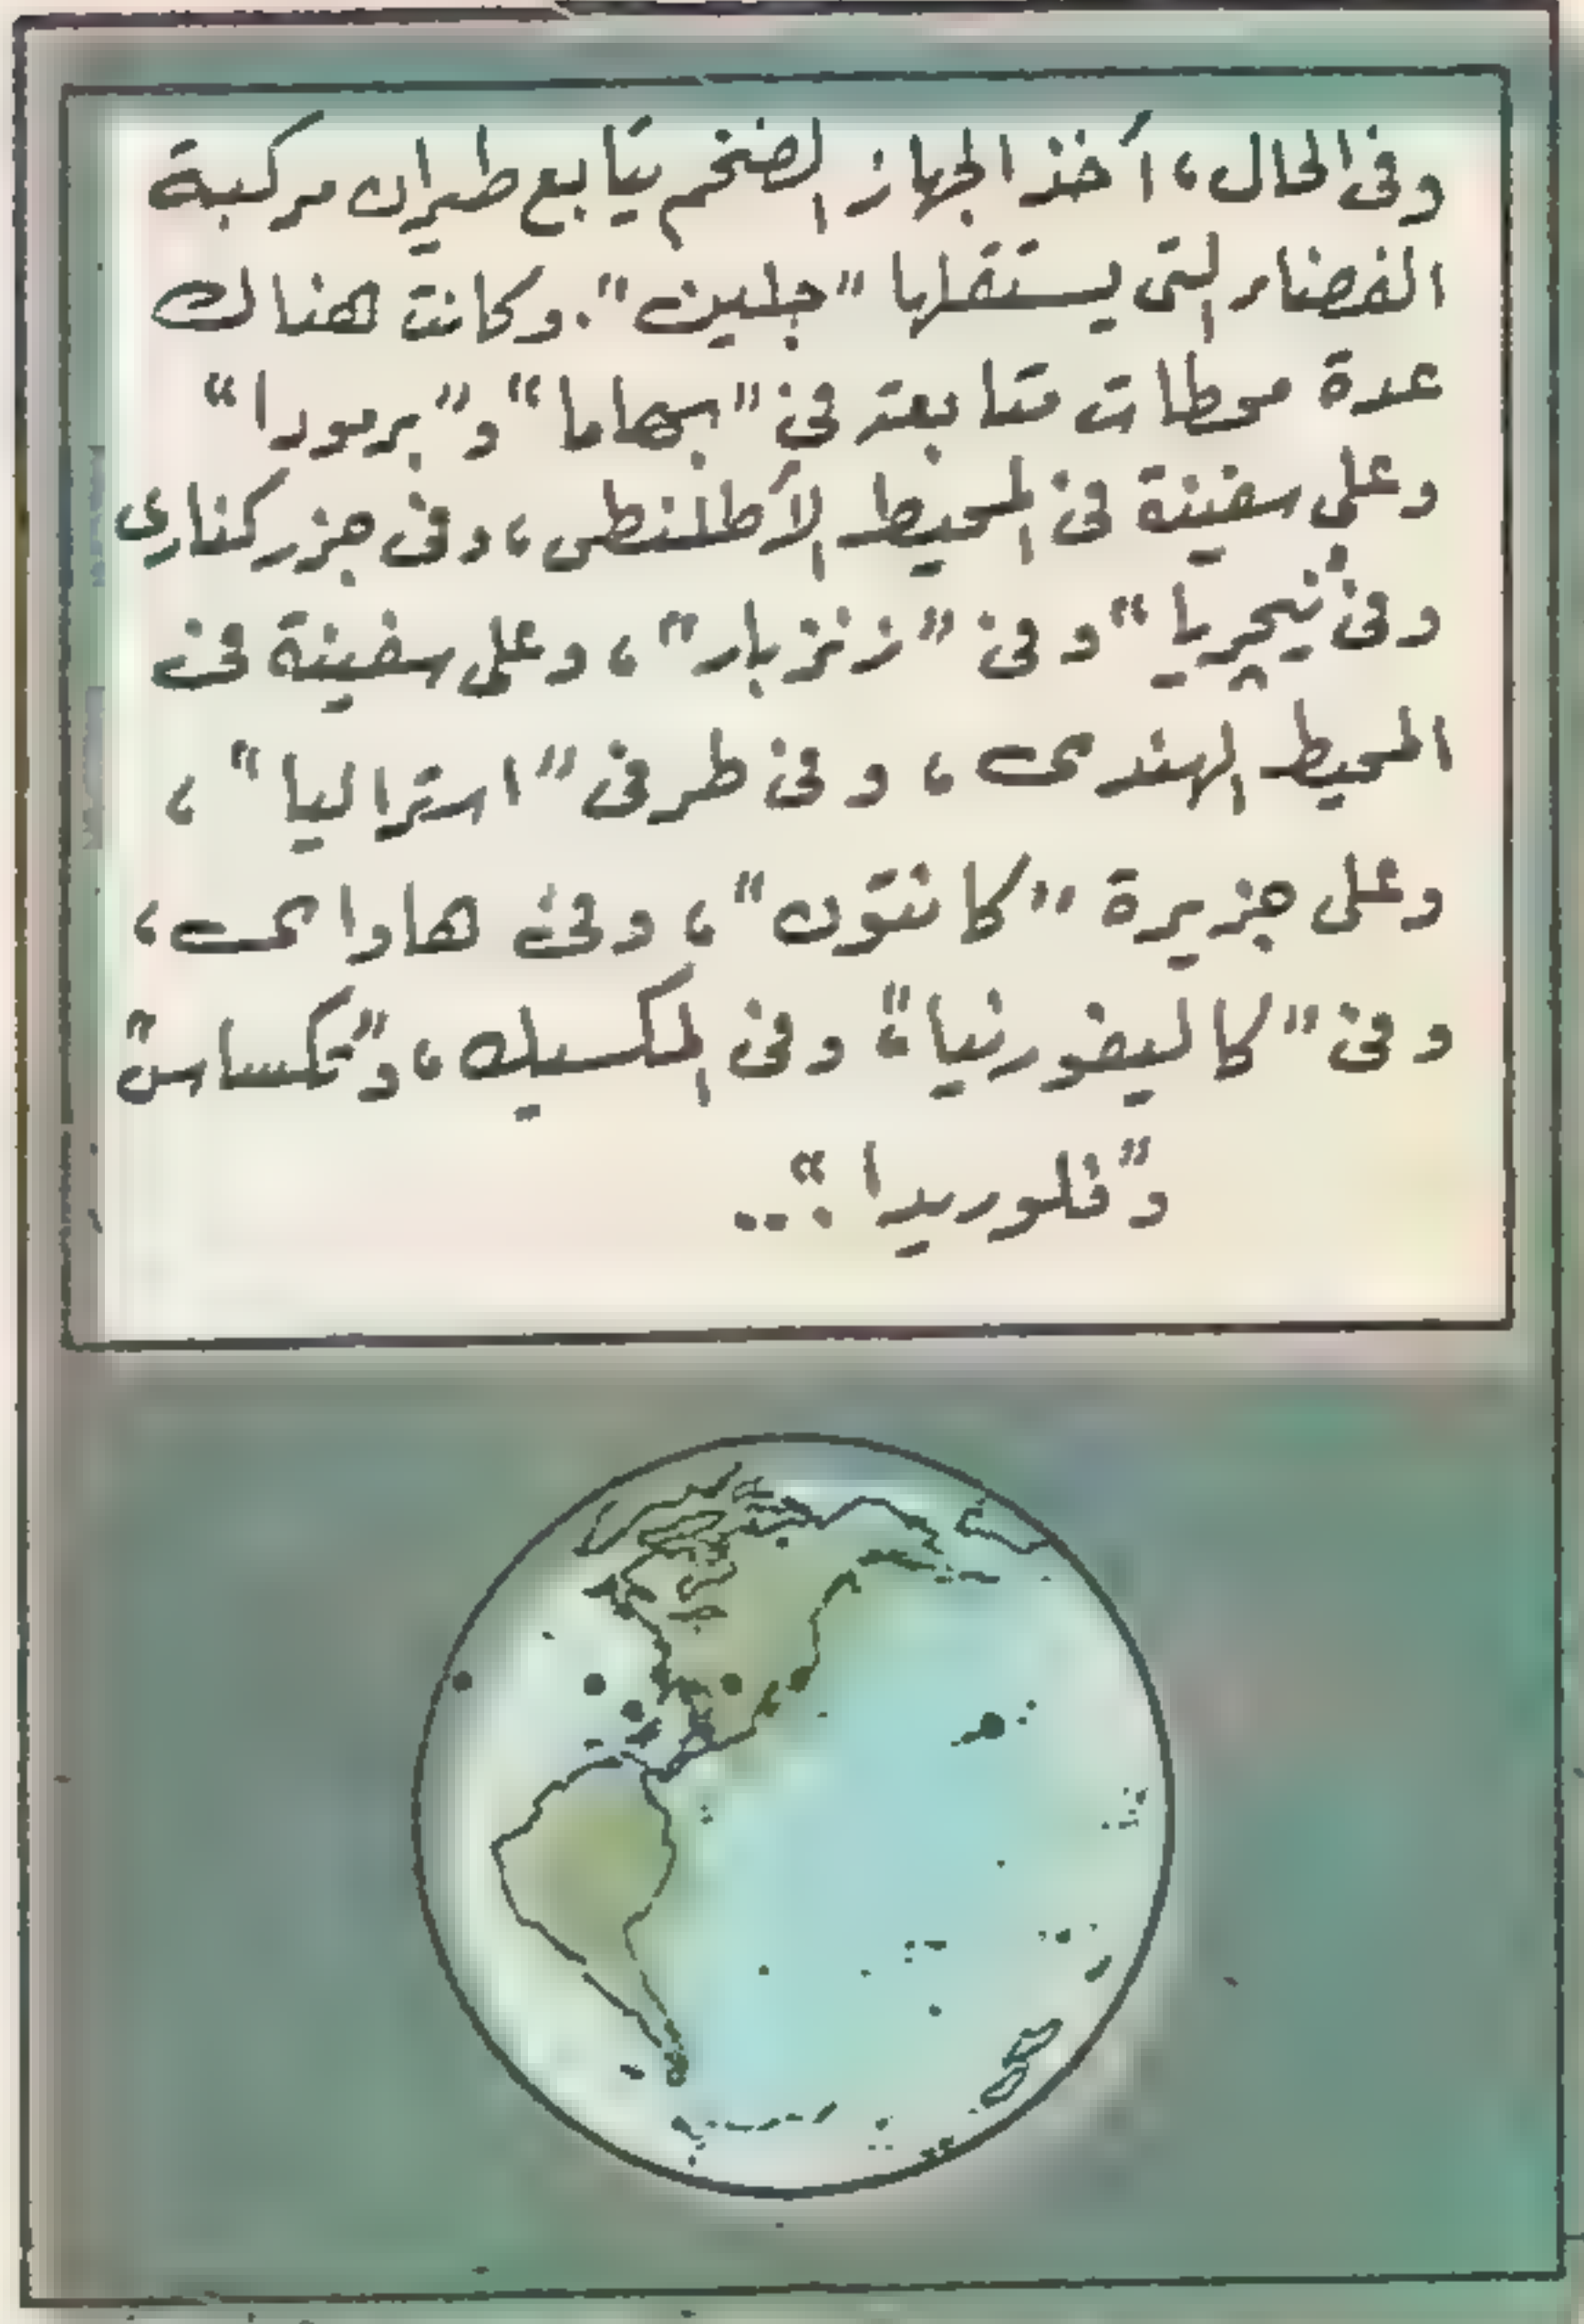 وفى الحال، أخذ الجهاز الضخم يتابع طيران مركبة
الفضاء التى يستقلها "جلين". وكانت هناك
عدة محطات متابعة فى "بهاما" و"برمودا"
وعلى سفينة فى المحيط الأطلنطى، وفى جزر كنارى
وفى "نيجيريا" وفى "زنزبار"، وعلى سفينة فى
المحيط الهندى، وفى طرفى "استراليا"،
وعلى جزيرة "كانتون"، وفى هاواى،
وفى "كاليفورنيا" وفى المكسيك، و"تكساس"
و"فلوريدا"...